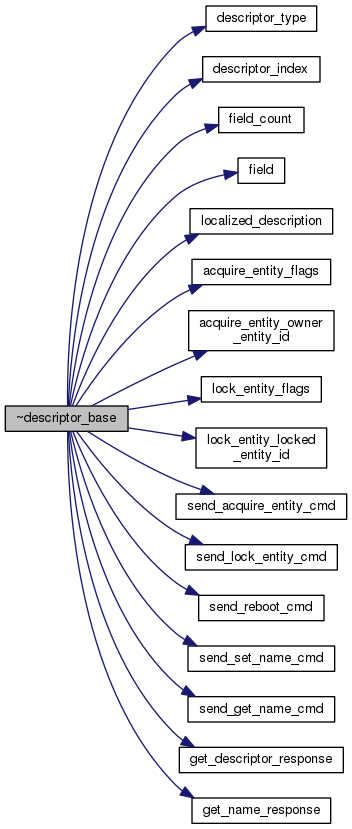 descriptor_type
descriptor_index
field_count
field
localized_description
acquire_entity_flags
acquire_entity_owner
_entity_id
lock_entity_flags
~descriptor_base
lock_entity_locked
_entity_id
send_acquire_entity_cmd
send_lock_entity_cmd
send_reboot_cmd
send_set_name_cmd
send_get_name_cmd
get_descriptor_response
get_name_response